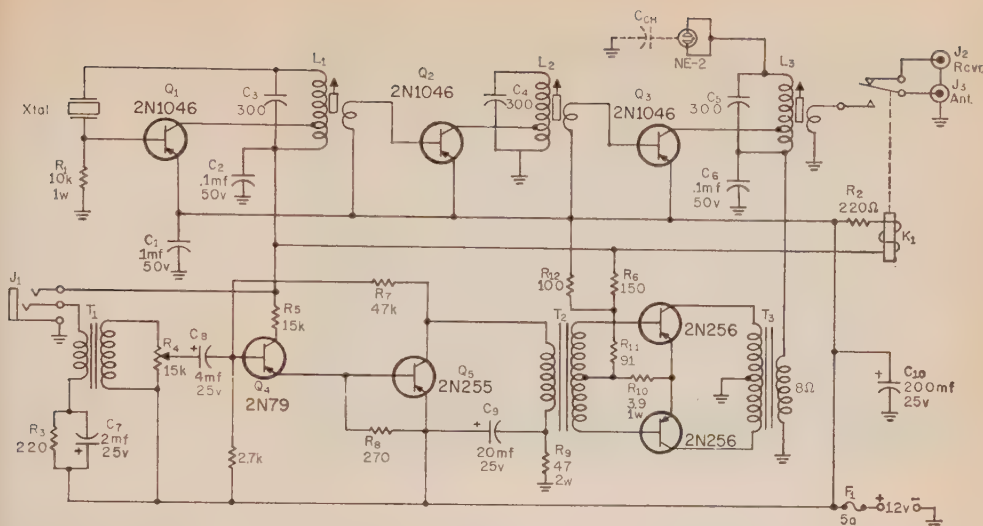 Xtal
R1
10k
1w
Q1
2N1046
C3
300
L1
C2
.1mf
50v
C1
.1mf
50v
Q2
2N1046
C4
300
L2
Q3
2N1046
CCH
NE-2
C5
300
L3
C6
.1mf
50v
J2
Rcvr.
J3
Ant.
R2
220Ω
K1
J1
T1
R3
220
C7
2mf
25v
R4
15k
C8
+
4mf
25v
R5
15k
Q4
2N79
2.7k
R7
47k
R8
270
Q5
2N255
C9
+
20mf
25v
R12
100
R6
150
T2
R11
91
R10
3.9
1w
R9
47
2w
2N256
2N256
T3
8Ω
+
C10
200mf
25v
F1
5a
+
12v
-
+